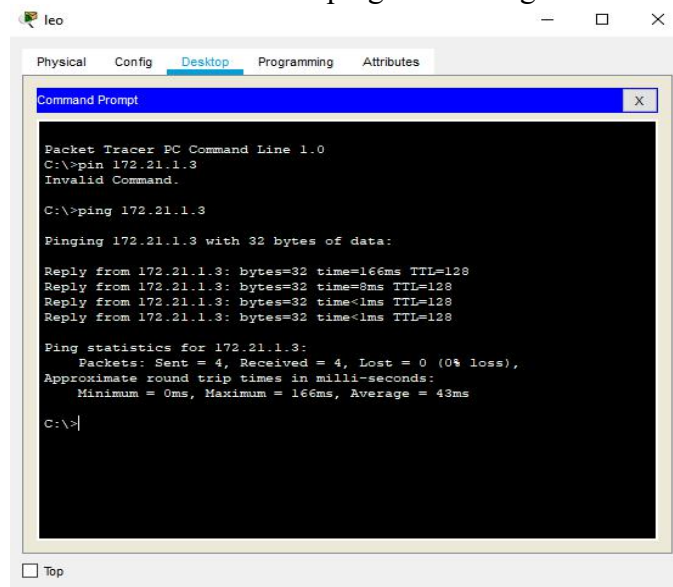 leo
Physical Config Desktop Programming Attributes
Command Prompt X
Packet Tracer PC Command Line 1.0
C:\>pin 172.21.1.3
Invalid Command.
C:\>ping 172.21.1.3
Pinging 172.21.1.3 with 32 bytes of data:
Reply from 172.21.1.3: bytes=32 time=166ms TTL=128
Reply from 172.21.1.3: bytes=32 time=8ms TTL=128
Reply from 172.21.1.3: bytes=32 time<1ms TTL=128
Reply from 172.21.1.3: bytes=32 time<1ms TTL=128
Ping statistics for 172.21.1.3:
Packets: Sent = 4, Received = 4, Lost = 0 (0% loss),
Approximate round trip times in milli-seconds:
Minimum = 0ms, Maximum = 166ms, Average = 43ms
C:\>
Top